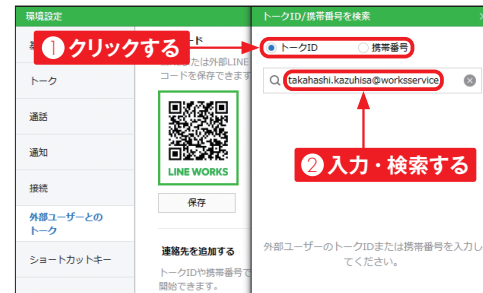 環境設定
トークID/携帯番号を検索
①クリックする
トークID
携帯番号
たは外部LINE
コードを保存できます
トーク
takahashi.kazuhisa@worksservice
通話
通知
LINE WORKS
②入力・検索する
接続
保存
外部ユーザーとの
トーク
連絡先を追加する
ショートカットキー
トークIDや携帯番号で
開始できます。
外部ユーザーのトークIDまたは携帯番号を入力し
てください。